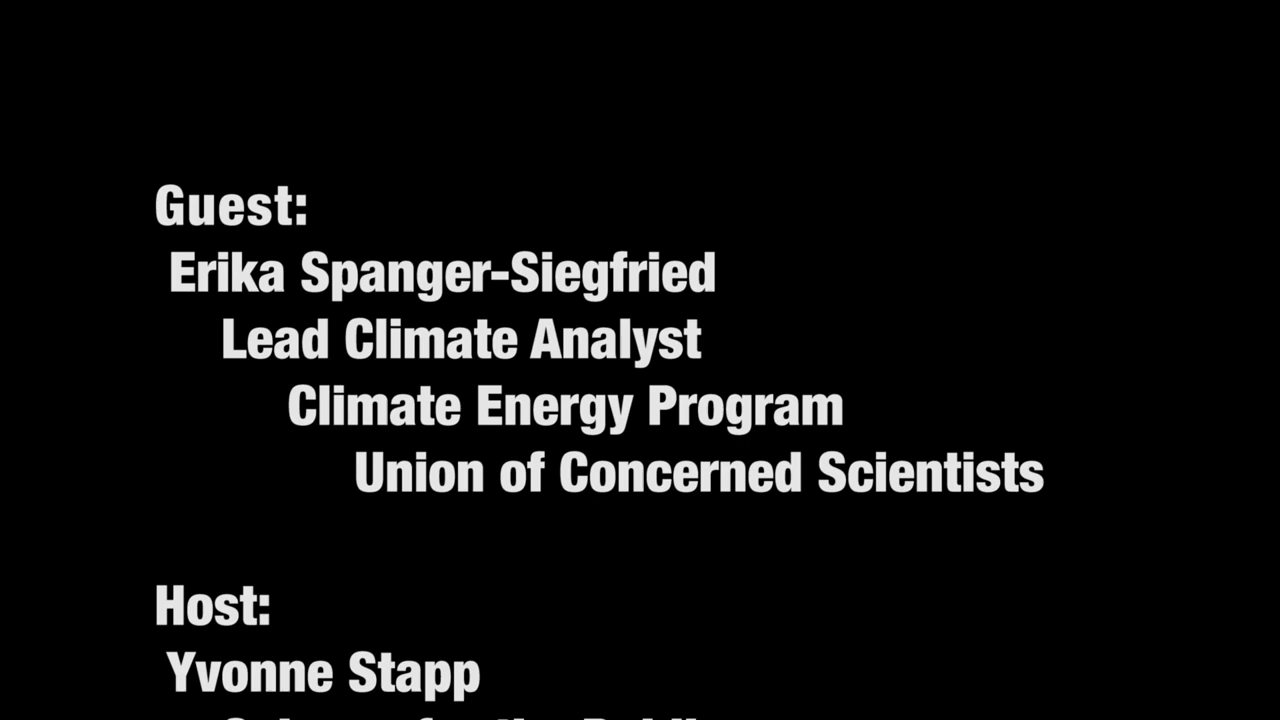 Guest:
Erika Spanger-Siegfried
Lead Climate Analyst
Climate Energy Program
Union of Concerned Scientists
Host:
Yvonne Stapp